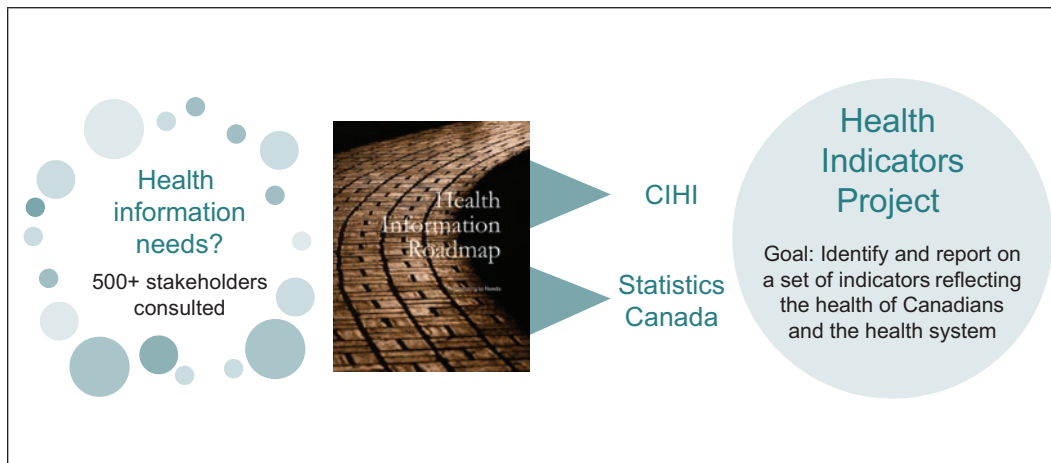 Health
information
needs?
500+ stakeholders
consulted
Health
Information
Roadmap
CIHI
Statistics
Canada
Health
Indicators
Project
Goal: Identify and report on
a set of indicators reflecting
the health of Canadians
and the health system